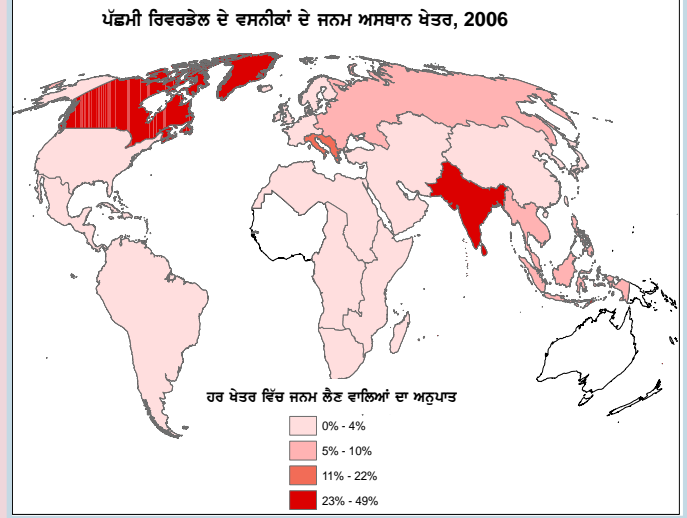 ਪੱਛਮੀ ਰਿਵਰਡੇਲ ਦੇ ਵਸਨੀਕਾਂ ਦੇ ਜਨਮ ਅਸਥਾਨ ਖੇਤਰ, 2006
ਹਰ ਖੇਤਰ ਵਿੱਚ ਜਨਮ ਲੈਣ ਵਾਲਿਆਂ ਦਾ ਅਨੁਪਾਤ
0% - 4%
5% - 10%
11% - 22%
23% - 49%